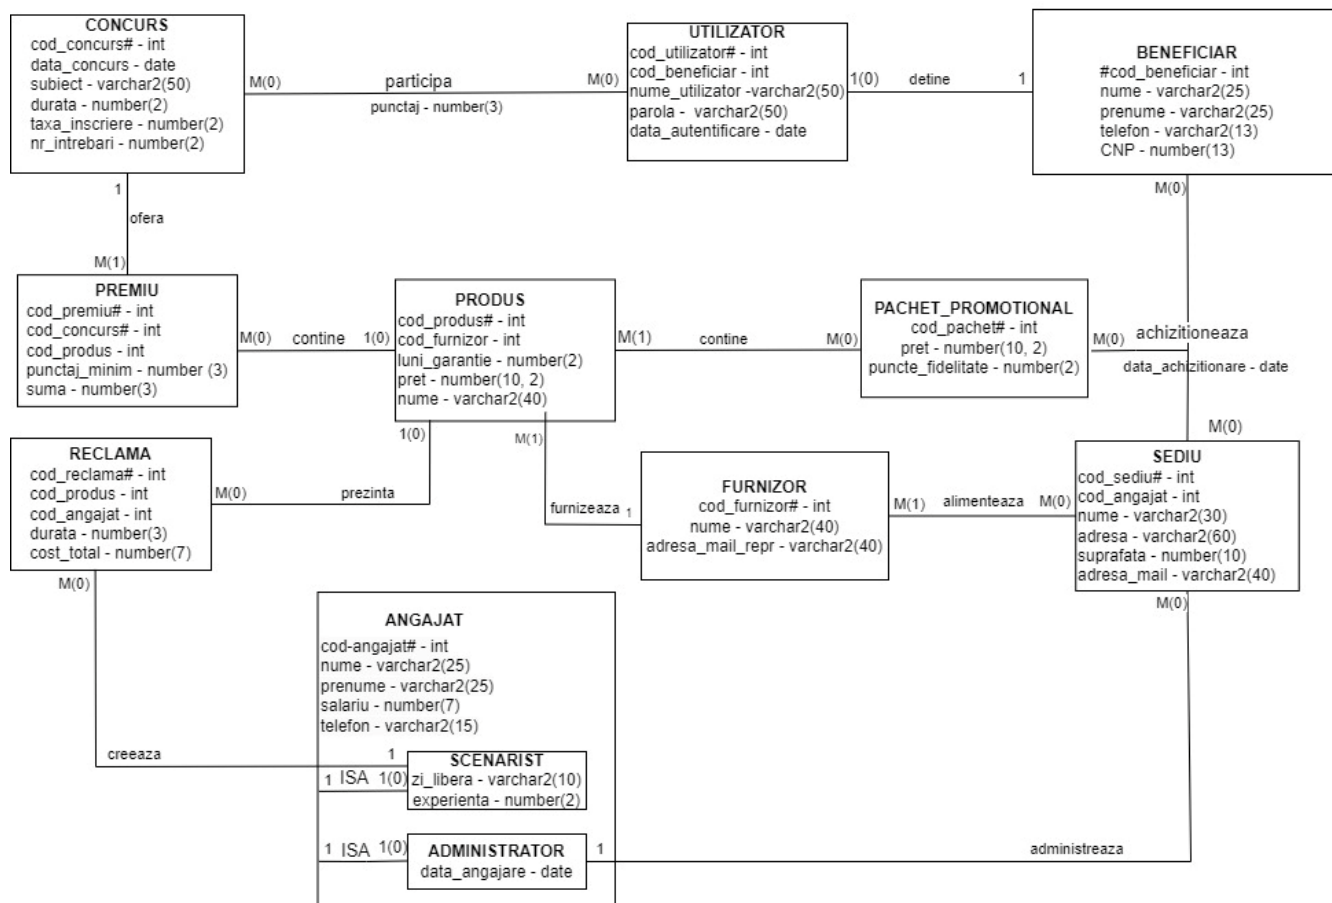 CONCURS
cod_concurs# - int
data_concurs - date
subiect - varchar2(50)
durata - number(2)
taxa_inscriere - number(2)
nr_intrebari - number(2)
M(0)
participa
punctaj - number(3)
M(0)
UTILIZATOR
cod_utilizator# - int
cod_beneficiar - int
nume_utilizator -varchar2(50)
parola - varchar2(50)
data_autentificare - date
1(0)
detine
1
BENEFICIAR
#cod_beneficiar - int
nume - varchar2(25)
prenume - varchar2(25)
telefon - varchar2(13)
CNP - number(13)
1
ofera
M(1)
M(0)
PREMIU
cod_premiu# - int
cod_concurs# - int
cod_produs - int
punctaj_minim - number (3)
suma - number(3)
M(0)
contine
1(0)
PRODUS
cod_produs# - int
cod_furnizor - int
luni_garantie - number(2)
pret - number(10, 2)
nume - varchar2(40)
M(1)
contine
M(0)
PACHET_PROMOTIONAL
cod_pachet# - int
pret - number(10, 2)
puncte_fidelitate - number(2)
M(0)
achizitioneaza
data_achizitionare - date
M(0)
1(0)
M(1)
RECLAMA
cod_reclama# - int
cod_produs - int
cod_angajat - int
durata - number(3)
cost_total - number(7)
M(0)
prezinta
furnizeaza
1
FURNIZOR
cod_furnizor# - int
nume - varchar2(40)
adresa_mail_repr - varchar2(40)
M(1)
alimenteaza
M(0)
SEDIU
cod_sediu# - int
cod_angajat - int
nume - varchar2(30)
adresa - varchar2(60)
suprafata - number(10)
adresa_mail - varchar2(40)
M(0)
M(0)
ANGAJAT
cod-angajat# - int
nume - varchar2(25)
prenume - varchar2(25)
salariu - number(7)
telefon - varchar2(15)
creeaza
1
SCENARIST
zi_libera - varchar2(10)
experienta - number(2)
1
ISA
1(0)
1
ISA
1(0)
ADMINISTRATOR
data_angajare - date
1
administreaza